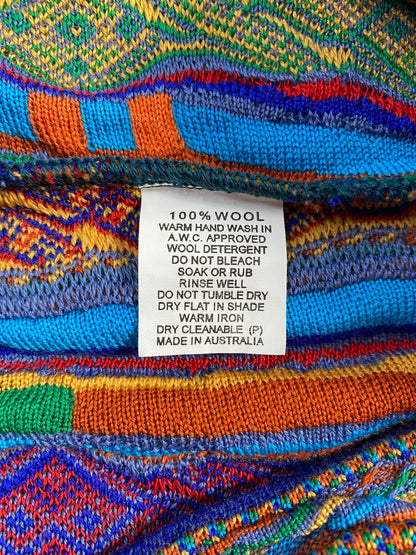 100% WOOL
WARM HAND WASH IN
A.W.C. APPROVED
WOOL DETERGENT
DO NOT BLEACH
SOAK OR RUB
RINSE WELL
DO NOT TUMBLE DRY
DRY FLAT IN SHADE
WARM IRON
DRY CLEANABLE (P)
MADE IN AUSTRALIA